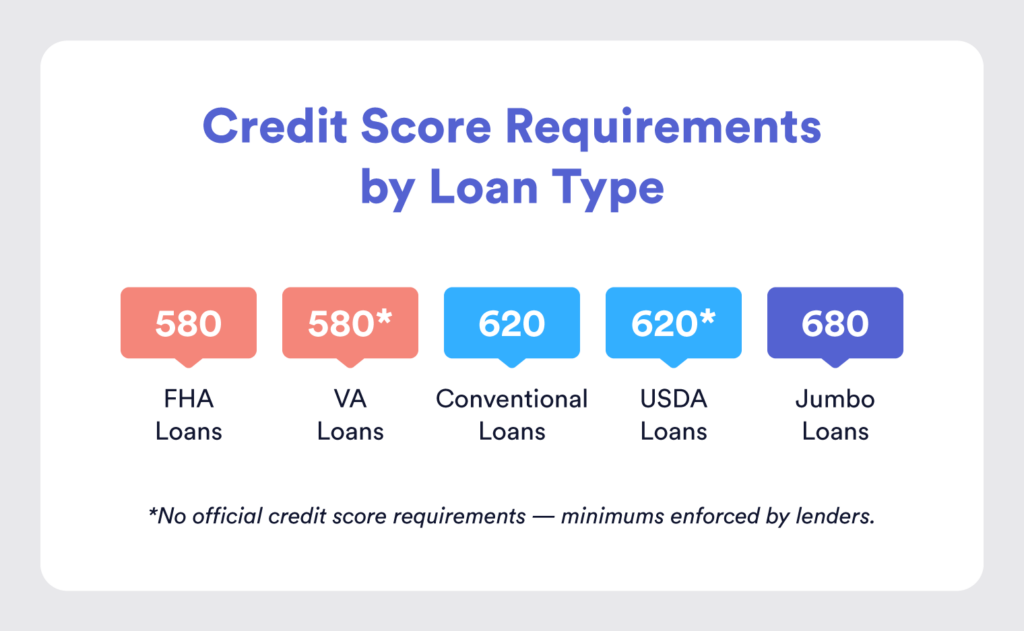 Credit Score Requirements
by Loan Type
580
580*
620
620*
680
FHA
Loans
VA
Loans
Conventional
Loans
USDA
Loans
Jumbo
Loans
*No official credit score requirements — minimums enforced by lenders.